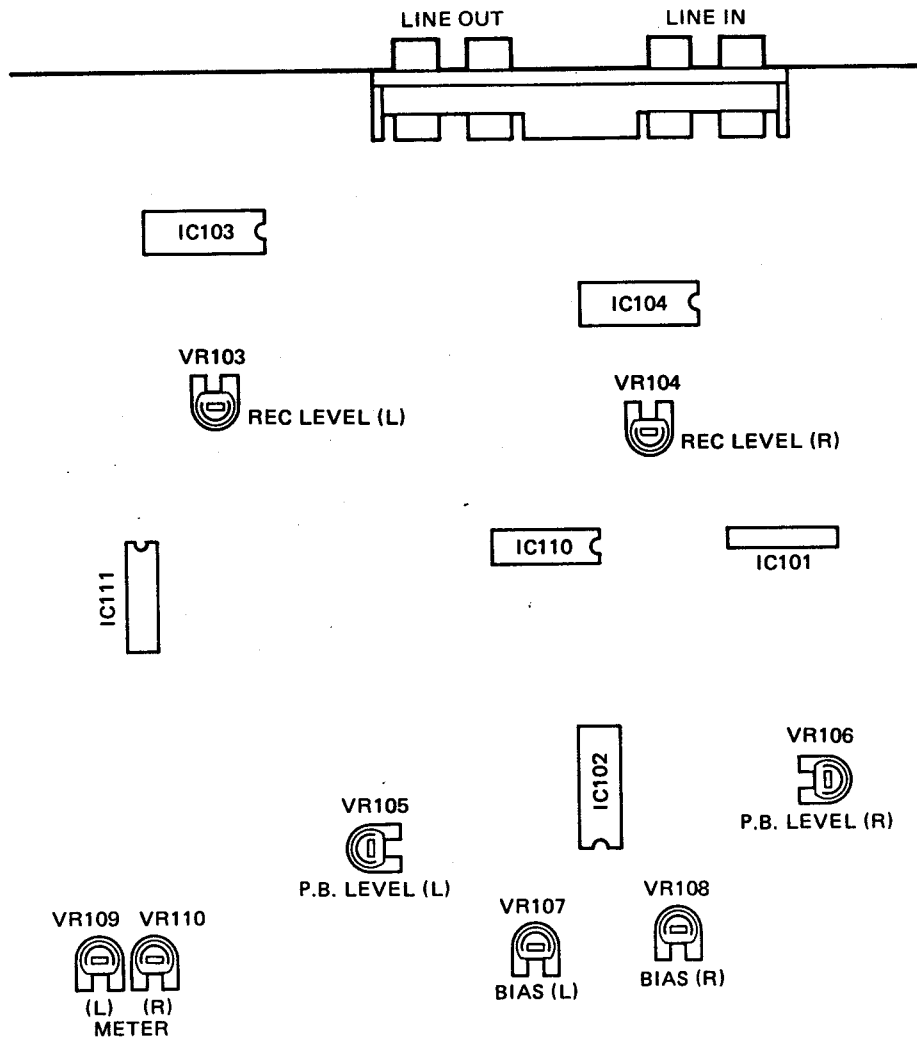 LINE OUT
LINE IN
IC103
IC104
VR103
REC LEVEL (L)
VR104
REC LEVEL (R)
IC110
IC101
IC111
IC102
VR106
P.B. LEVEL (R)
VR105
P.B. LEVEL (L)
VR107
BIAS (L)
VR108
BIAS (R)
VR109
VR110
(L)
(R)
METER